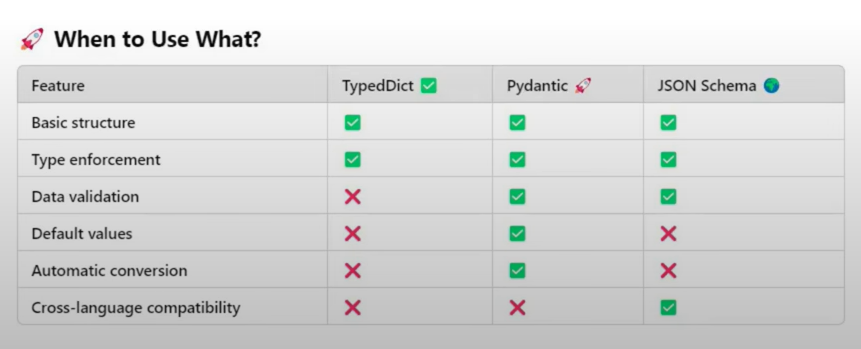 🚀 When to Use What?
Feature TypedDict ✅ Pydantic 🚀 JSON Schema 🌍
Basic structure ✅ ✅ ✅
Type enforcement ✅ ✅ ✅
Data validation ❌ ✅ ✅
Default values ❌ ✅ ❌
Automatic conversion ❌ ✅ ❌
Cross-language compatibility ❌ ❌ ✅